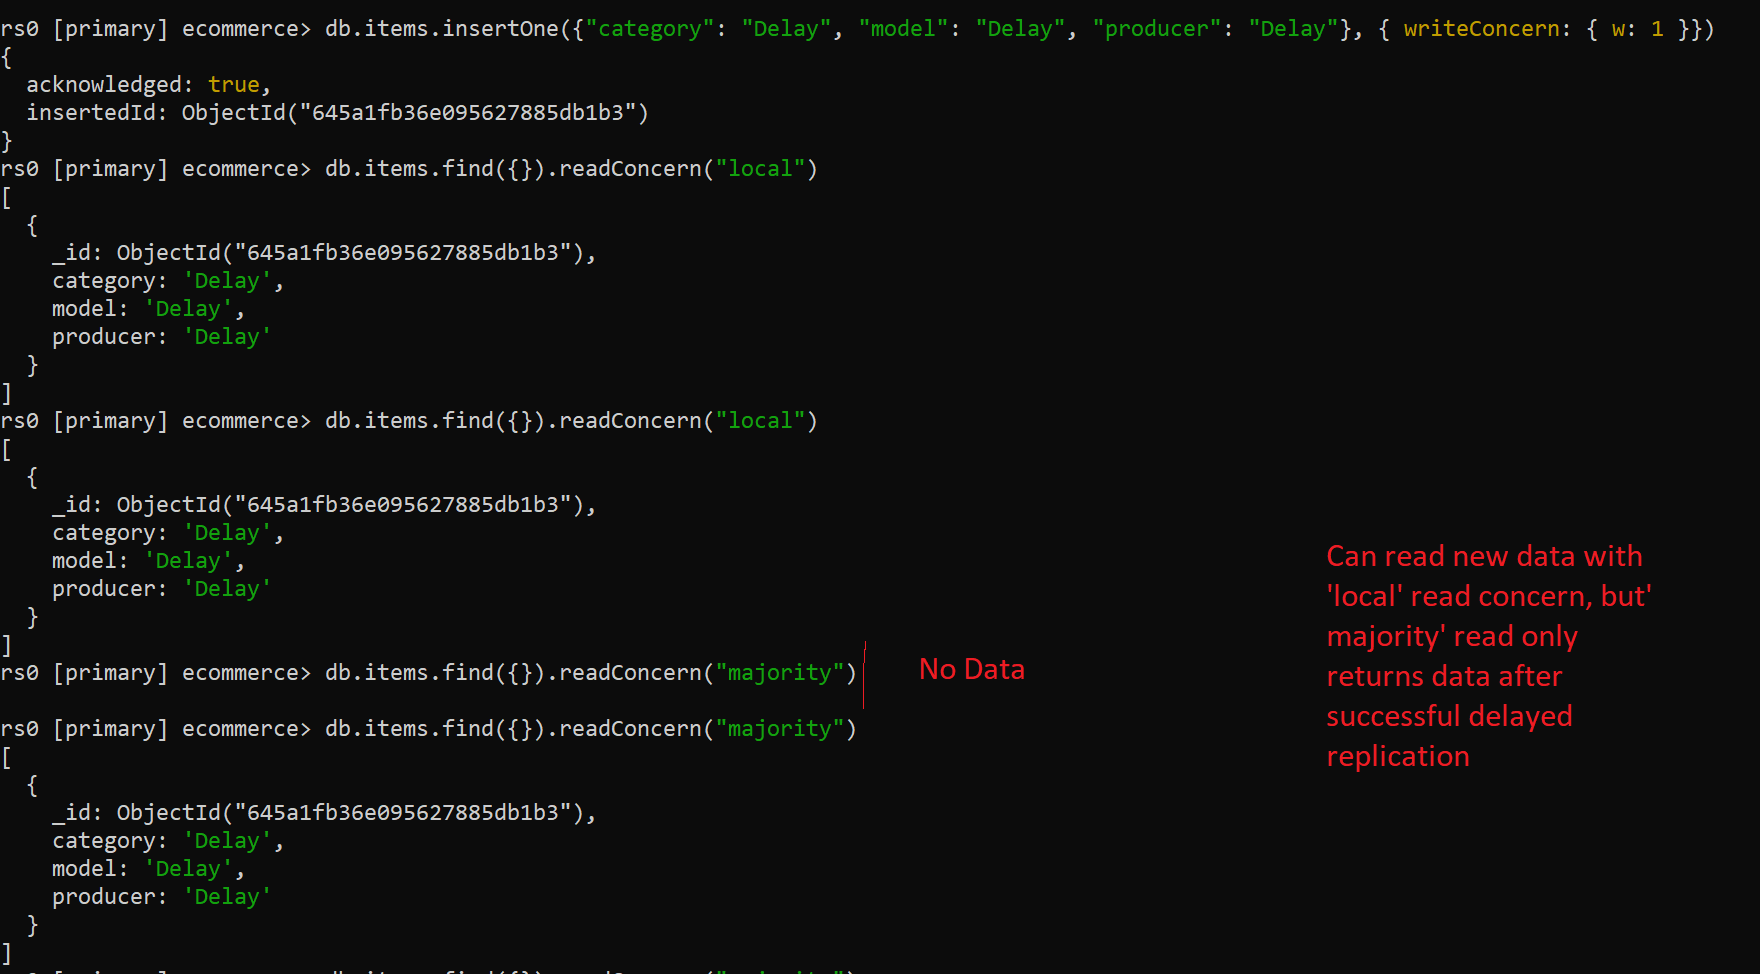 rs0 [primary] ecommerce> db.items.insertOne({"category": "Delay", "model": "Delay", "producer": "Delay"}, { writeConcern: { w: 1 }})
{
  acknowledged: true,
  insertedId: ObjectId("645a1fb36e095627885db1b3")
}
rs0 [primary] ecommerce> db.items.find({}).readConcern("local")
[
  {
    _id: ObjectId("645a1fb36e095627885db1b3"),
    category: 'Delay',
    model: 'Delay',
    producer: 'Delay'
  }
]
rs0 [primary] ecommerce> db.items.find({}).readConcern("local")
[
  {
    _id: ObjectId("645a1fb36e095627885db1b3"),
    category: 'Delay',
    model: 'Delay',
    producer: 'Delay'
  }
]
rs0 [primary] ecommerce> db.items.find({}).readConcern("majority")
No Data
rs0 [primary] ecommerce> db.items.find({}).readConcern("majority")
[
  {
    _id: ObjectId("645a1fb36e095627885db1b3"),
    category: 'Delay',
    model: 'Delay',
    producer: 'Delay'
  }
]
Can read new data with
'local' read concern, but'
majority' read only
returns data after
successful delayed
replication